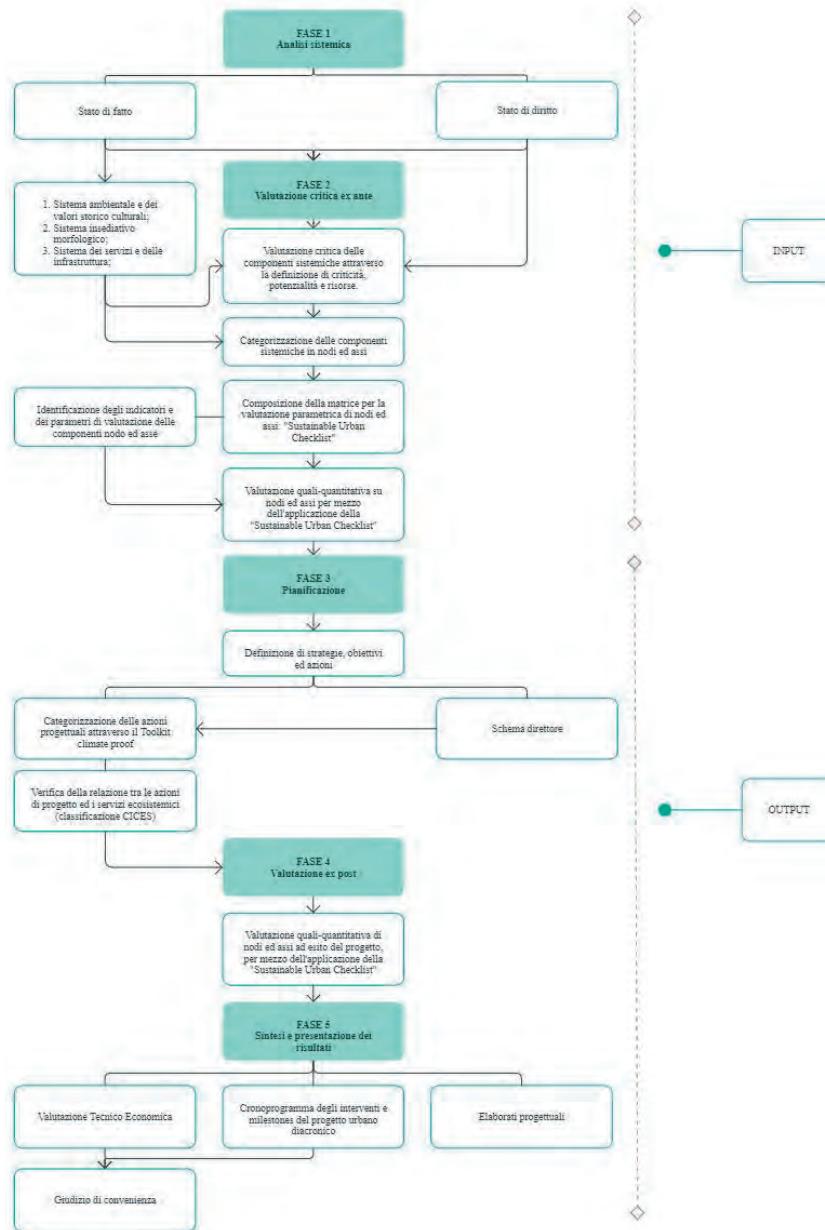 FASE 1
Analisi sistemica
Stato di fatto
Stato di diritto
1. Sistema ambientale e dei
valori storico culturali;
2. Sistema insediativo
morfologico;
3. Sistema dei servizi e delle
infrastruttura;
FASE 2
Valutazione critica ex ante
Valutazione critica delle
componenti sistemiche attraverso
la definizione di criticità,
potenzialità e risorse.
INPUT
Categorizzazione delle componenti
sistemiche in nodi ed assi
Identificazione degli indicatori e
dei parametri di valutazione delle
componenti nodo ed asse
Composizione della matrice per la
valutazione parametrica di nodi ed
assi: "Sustainable Urban
Checklist"
Valutazione quali-quantitativa su
nodi ed assi per mezzo
dell'applicazione della
"Sustainable Urban Checklist"
FASE 3
Pianificazione
Definizione di strategie, obiettivi
ed azioni
Categorizzazione delle azioni
progettuali attraverso il Toolkit
climate proof
Schema direttore
Verifica della relazione tra le azioni
di progetto ed i servizi ecosistemici
(classificazione CICES)
OUTPUT
FASE 4
Valutazione ex post
Valutazione quali-quantitativa di
nodi ed assi ad esito del progetto,
per mezzo dell'applicazione della
"Sustainable Urban Checklist"
FASE 5
Sintesi e presentazione dei
risultati
Valutazione Tecnico Economica
Cronoprogramma degli interventi e
milestones del progetto urbano
diacronico
Elaborati progettuali
Giudizio di convenienza